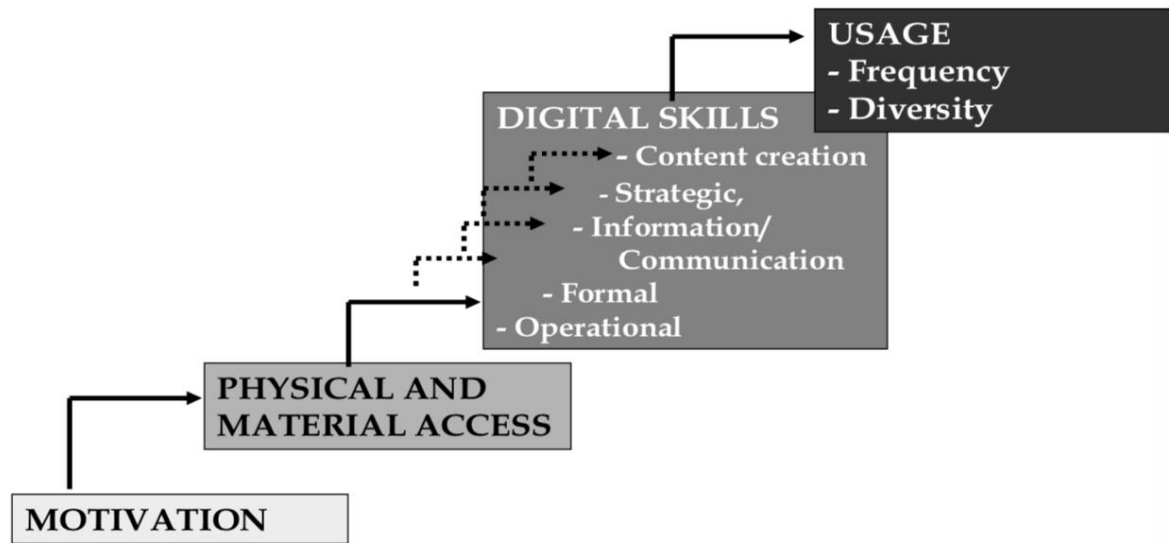 USAGE
- Frequency
- Diversity
DIGITAL SKILLS
- Content creation
- Strategic,
- Information/
Communication
- Formal
- Operational
PHYSICAL AND
MATERIAL ACCESS
MOTIVATION